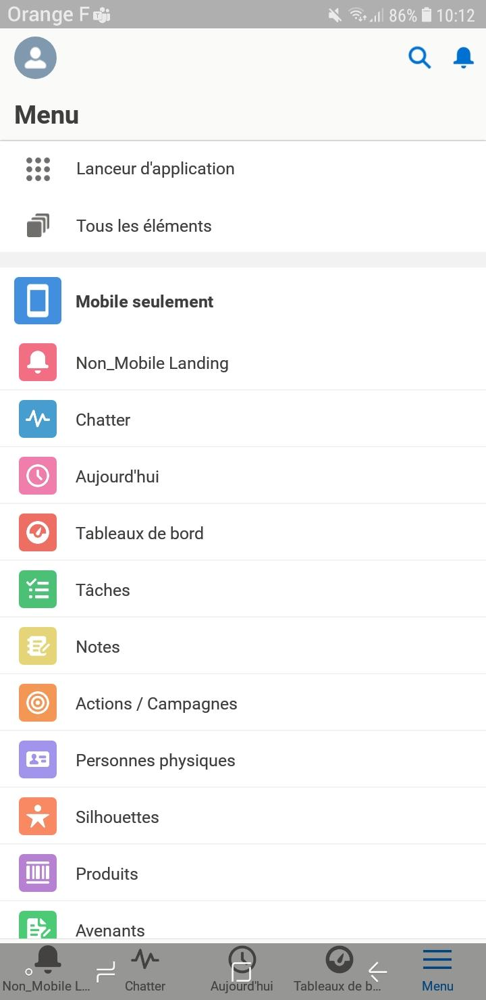 Orange F 86% 10:12
Menu
Lanceur d'application
Tous les éléments
Mobile seulement
Non_Mobile Landing
Chatter
Aujourd'hui
Tableaux de bord
Tâches
Notes
Actions / Campagnes
Personnes physiques
Silhouettes
Produits
Avenants
Non_Mobile L... Chatter Aujourd'hui Tableaux de b... Menu